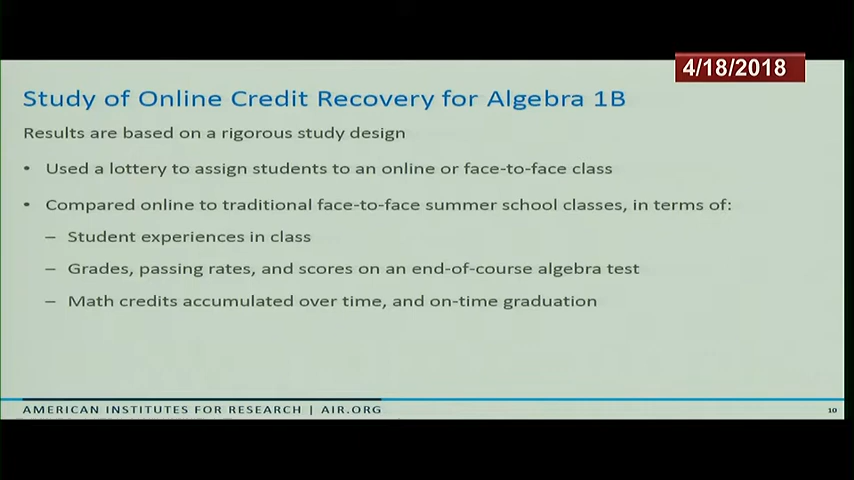 4/18/2018
Study of Online Credit Recovery for Algebra 1B
Results are based on a rigorous study design
• Used a lottery to assign students to an online or face-to-face class
• Compared online to traditional face-to-face summer school classes, in terms of:
– Student experiences in class
– Grades, passing rates, and scores on an end-of-course algebra test
– Math credits accumulated over time, and on-time graduation
AMERICAN INSTITUTES FOR RESEARCH | AIR.ORG
10